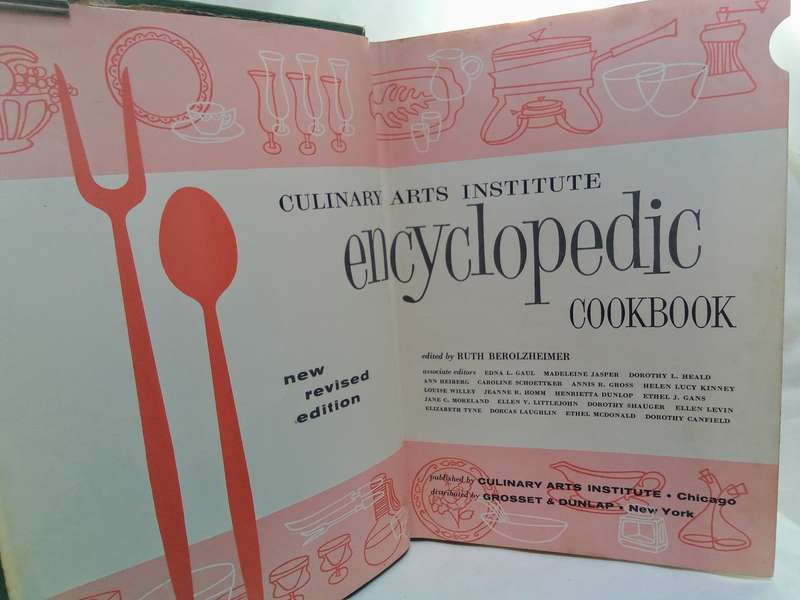 CULINARY ARTS INSTITUTE
encyclopedic
COOKBOOK
new
revised
edition
edited by RUTH BEROLZHEIMER
associate editors EDNA L. GAUL MADELEINE JASPER DOROTHY L. HEALD
ANN HEIBERG CAROLINE SCHOETTKER ANNIS R. GROSS HELEN LUCY KINNEY
LOUISE WILLEY JEANNE R. HOMM HENRIETTA DUNLOP ETHEL J. GANS
JANE C. MORELAND ELLEN V. LITTLEJOHN DOROTHY SHAUGER ELLEN LEVIN
ELIZABETH TYNE DORCAS LAUGHLIN ETHEL MCDONALD DOROTHY CANFIELD
published by CULINARY ARTS INSTITUTE • Chicago
distributed by GROSSET & DUNLAP • New York